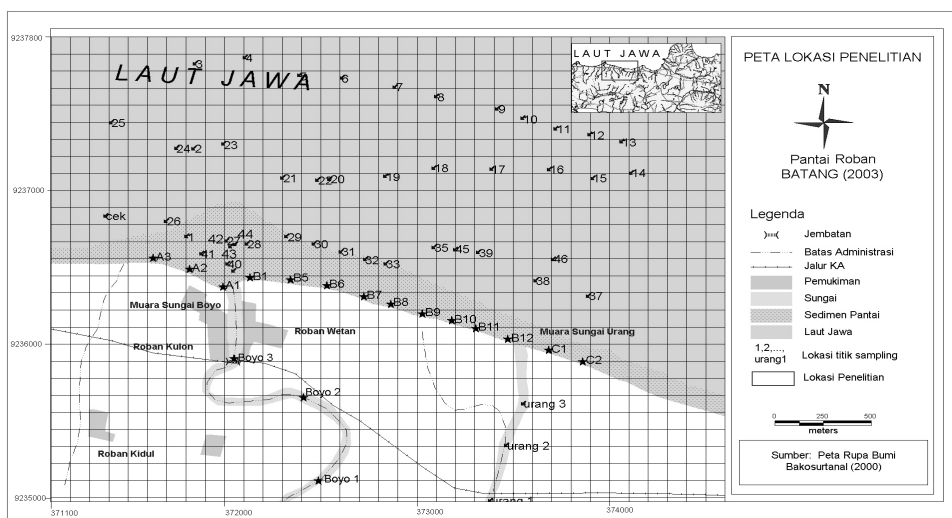 9237800
9237000
9236000
9235000
371100
372000
373000
374000
LAUT JAWA
LAUT JAWA
3
4
6
7
8
9
10
11
12
13
25
24
2
23
21
22
20
19
18
17
16
15
14
cek
26
1
42
27
44
41
43
28
40
29
30
31
32
33
35
45
39
38
46
37
A3
A2
A1
B1
B5
B6
B7
B8
B9
B10
B11
B12
C1
C2
Muara Sungai Boyo
Muara Sungai Urang
Roban Wetan
Roban Kulon
Roban Kidul
Boyo 3
Boyo 2
Boyo 1
urang 3
urang 2
urang 1
PETA LOKASI PENELITIAN
N
Pantai Roban
BATANG (2003)
Legenda
Jembatan
Batas Administrasi
Jalur KA
Pemukiman
Sungai
Sedimen Pantai
Laut Jawa
1,2,...,
urang1
Lokasi titik sampling
Lokasi Penelitian
0 250 500
meters
Sumber: Peta Rupa Bumi
Bakosurtanal (2000)